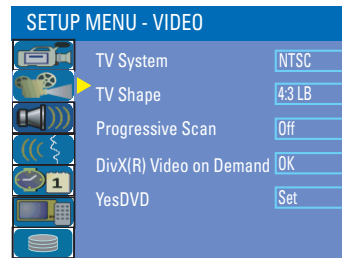 SETUP MENU - VIDEO
TV System NTSC
TV Shape 4:3 LB
Progressive Scan Off
DivX(R) Video on Demand OK
YesDVD Set
1